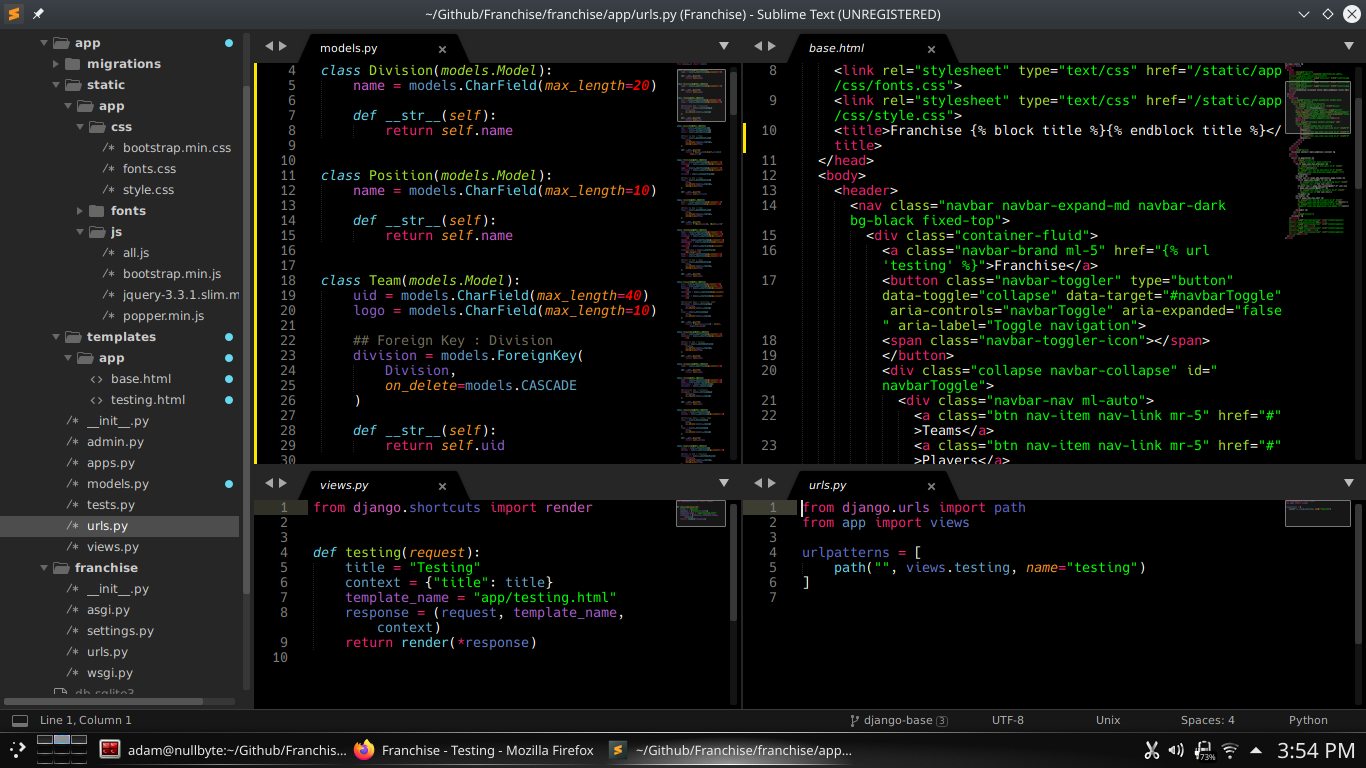 ~/Github/Franchise/franchise/app/urls.py (Franchise) - Sublime Text (UNREGISTERED)
app
migrations
static
app
css
/* bootstrap.min.css
/* fonts.css
/* style.css
fonts
js
/* all.js
/* bootstrap.min.js
/* jquery-3.3.1.slim.m
/* popper.min.js
templates
app
<> base.html
<> testing.html
/* __init__.py
/* admin.py
/* apps.py
/* models.py
/* tests.py
/* urls.py
/* views.py
franchise
/* __init__.py
/* asgi.py
/* settings.py
/* urls.py
/* wsgi.py
db.sqlite3
models.py
4 class Division(models.Model):
5 name = models.CharField(max_length=20)
6
7 def __str__(self):
8 return self.name
9
10
11 class Position(models.Model):
12 name = models.CharField(max_length=10)
13
14 def __str__(self):
15 return self.name
16
17
18 class Team(models.Model):
19 uid = models.CharField(max_length=40)
20 logo = models.CharField(max_length=10)
21
22 ## Foreign Key : Division
23 division = models.ForeignKey(
24 Division,
25 on_delete=models.CASCADE
26 )
27
28 def __str__(self):
29 return self.uid
30
base.html
8 <link rel="stylesheet" type="text/css" href="/static/app
/css/fonts.css">
9 <link rel="stylesheet" type="text/css" href="/static/app
/css/style.css">
10 <title>Franchise {% block title %}{% endblock title %}</
title>
11 </head>
12 <body>
13 <header>
14 <nav class="navbar navbar-expand-md navbar-dark
bg-black fixed-top">
15 <div class="container-fluid">
16 <a class="navbar-brand ml-5" href="{% url
'testing' %}">Franchise</a>
17 <button class="navbar-toggler" type="button"
data-toggle="collapse" data-target="#navbarToggle"
aria-controls="navbarToggle" aria-expanded="false
" aria-label="Toggle navigation">
18 <span class="navbar-toggler-icon"></span>
19 </button>
20 <div class="collapse navbar-collapse" id="
navbarToggle">
21 <div class="navbar-nav ml-auto">
22 <a class="btn nav-item nav-link mr-5" href="#"
>Teams</a>
23 <a class="btn nav-item nav-link mr-5" href="#"
>Players</a>
views.py
1 from django.shortcuts import render
2
3
4 def testing(request):
5 title = "Testing"
6 context = {"title": title}
7 template_name = "app/testing.html"
8 response = (request, template_name,
context)
9 return render(*response)
10
urls.py
1 from django.urls import path
2 from app import views
3
4 urlpatterns = [
5 path("", views.testing, name="testing")
6 ]
7
Line 1, Column 1
django-base 3
UTF-8
Unix
Spaces: 4
Python
adam@nullbyte:~/Github/Franchis...
Franchise - Testing - Mozilla Firefox
~/Github/Franchise/franchise/app...
73%
3:54 PM